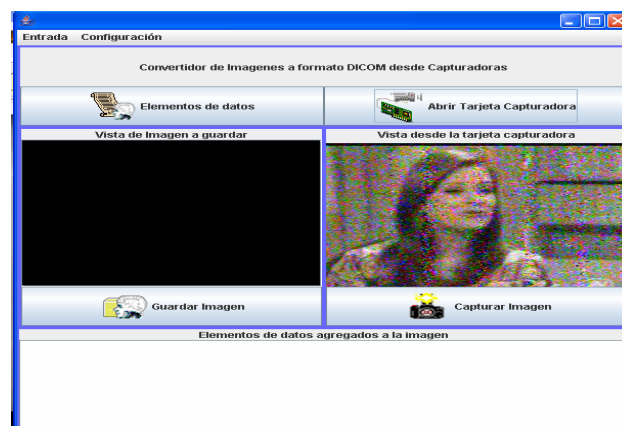 Entrada Configuración
Convertidor de Imagenes a formato DICOM desde Capturadoras
Elementos de datos
Abrir Tarjeta Capturadora
Vista de Imagen a guardar
Vista desde la tarjeta capturadora
Guardar Imagen
Capturar Imagen
Elementos de datos agregados a la imagen